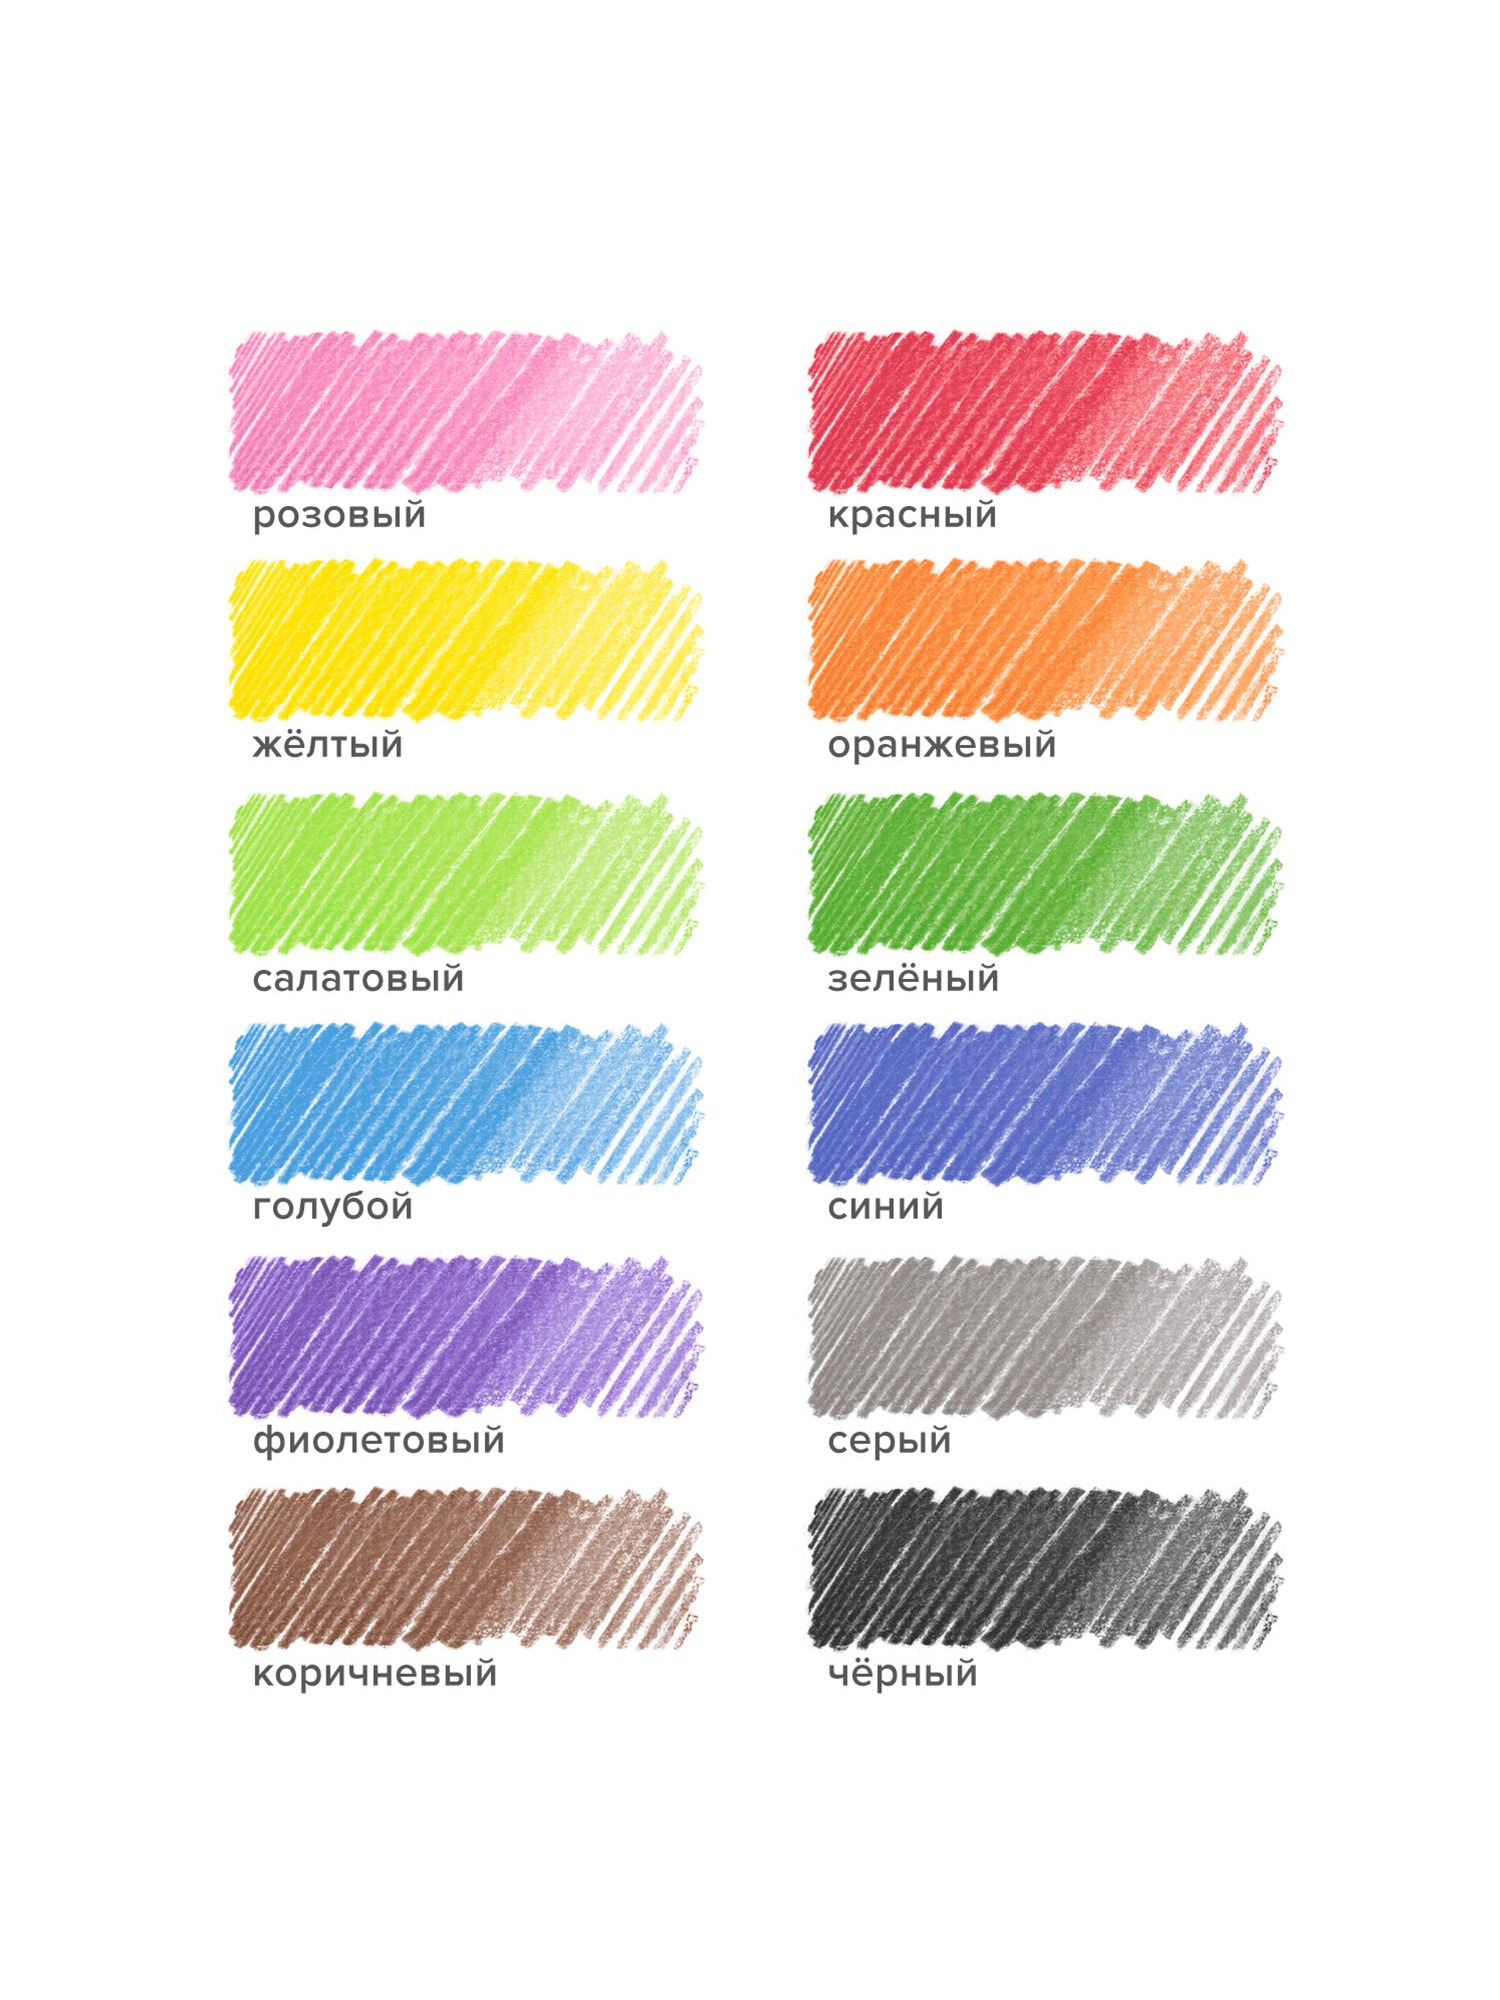 розовый
красный
жёлтый
оранжевый
салатовый
зелёный
голубой
синий
фиолетовый
серый
коричневый
чёрный